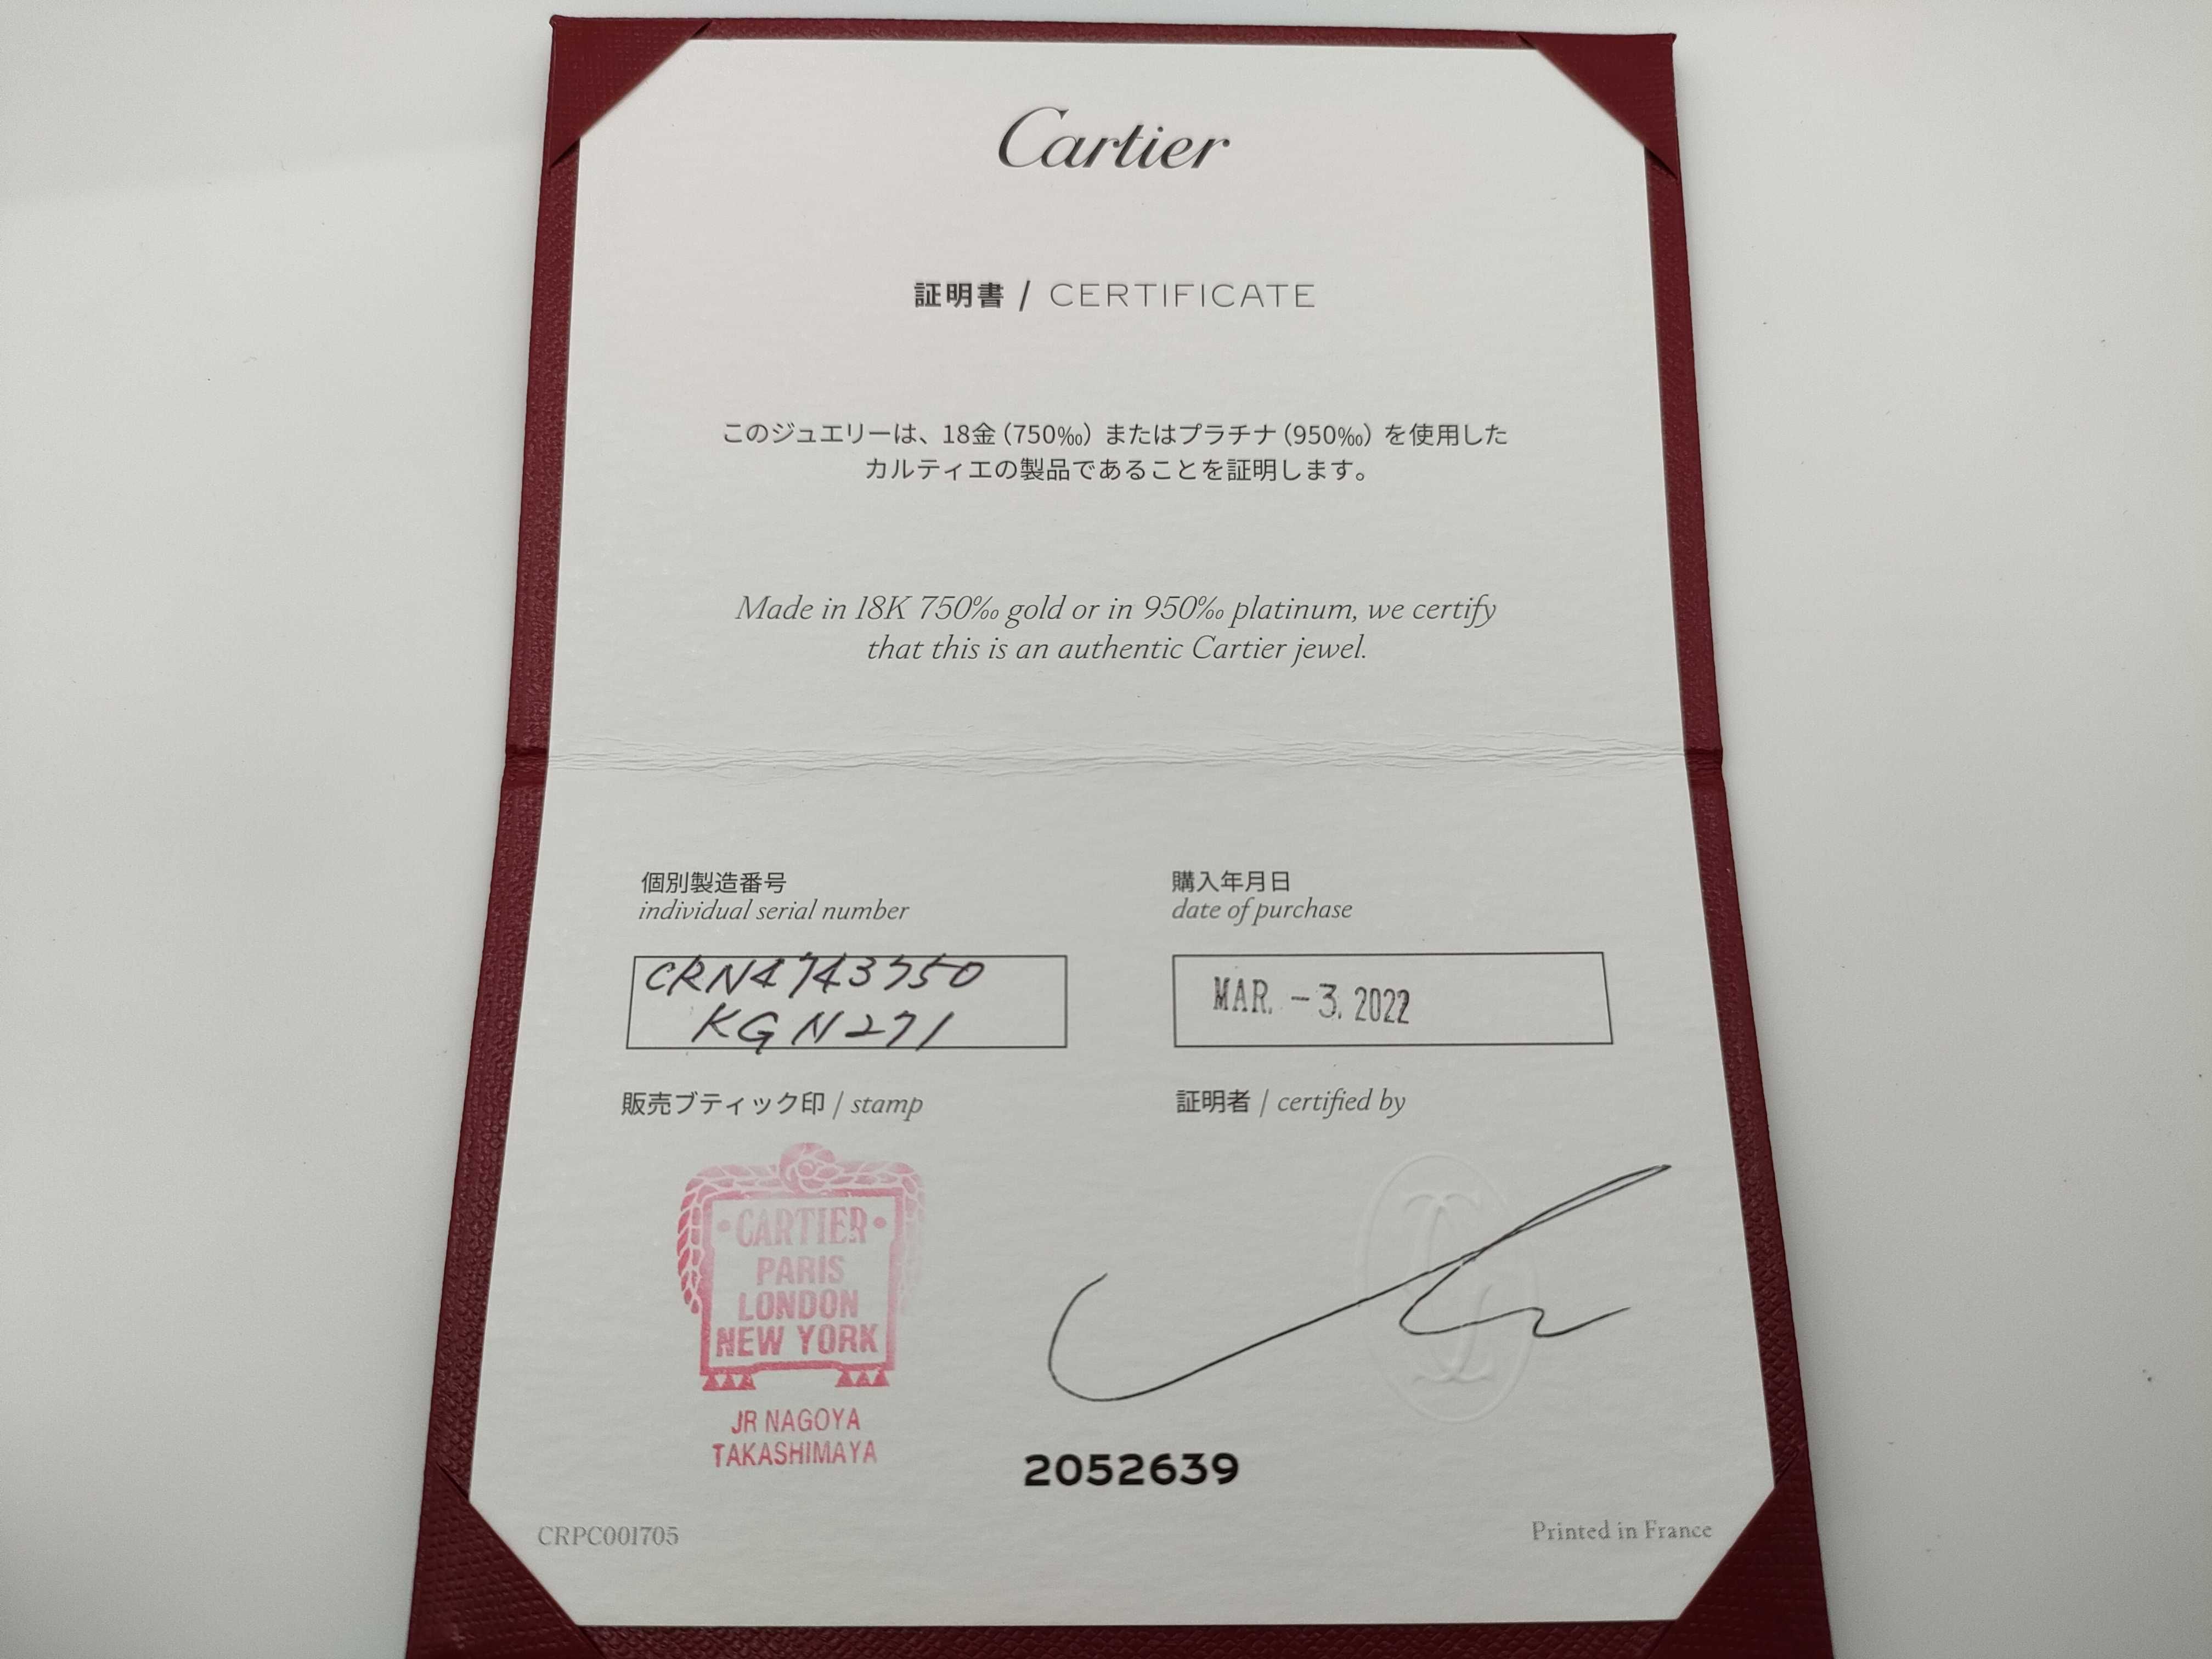 Cartier
証明書 / CERTIFICATE
このジュエリーは、18金（750‰）またはプラチナ（950‰）を使用した
カルティエの製品であることを証明します。
Made in 18K 750‰ gold or in 950‰ platinum, we certify
that this is an authentic Cartier jewel.
個別製造番号
individual serial number
CRN4743750
KGN271
購入年月日
date of purchase
MAR. -3. 2022
販売ブティック印 / stamp
CARTIER
PARIS
LONDON
NEW YORK
JR NAGOYA
TAKASHIMAYA
証明者 / certified by
2052639
CRPC001705
Printed in France